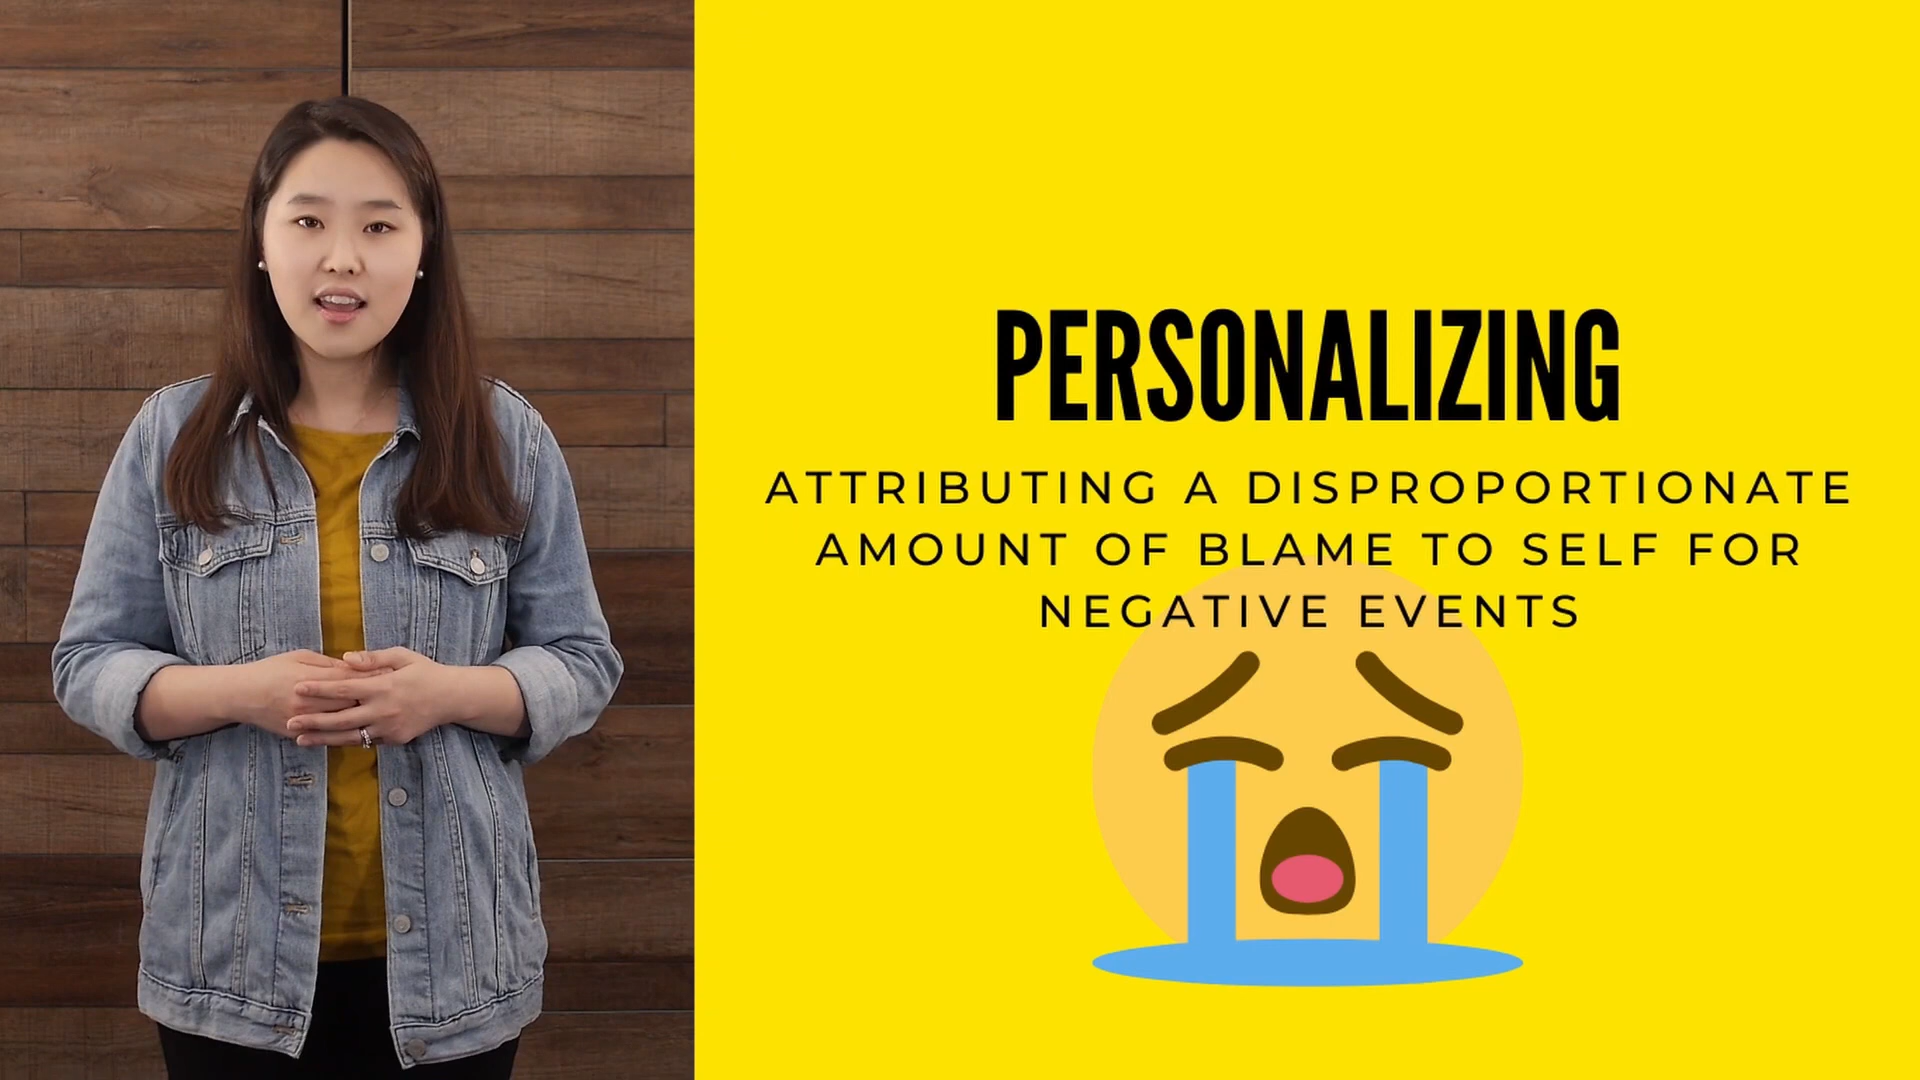 PERSONALIZING
ATTRIBUTING A DISPROPORTIONATE
AMOUNT OF BLAME TO SELF FOR
NEGATIVE EVENTS